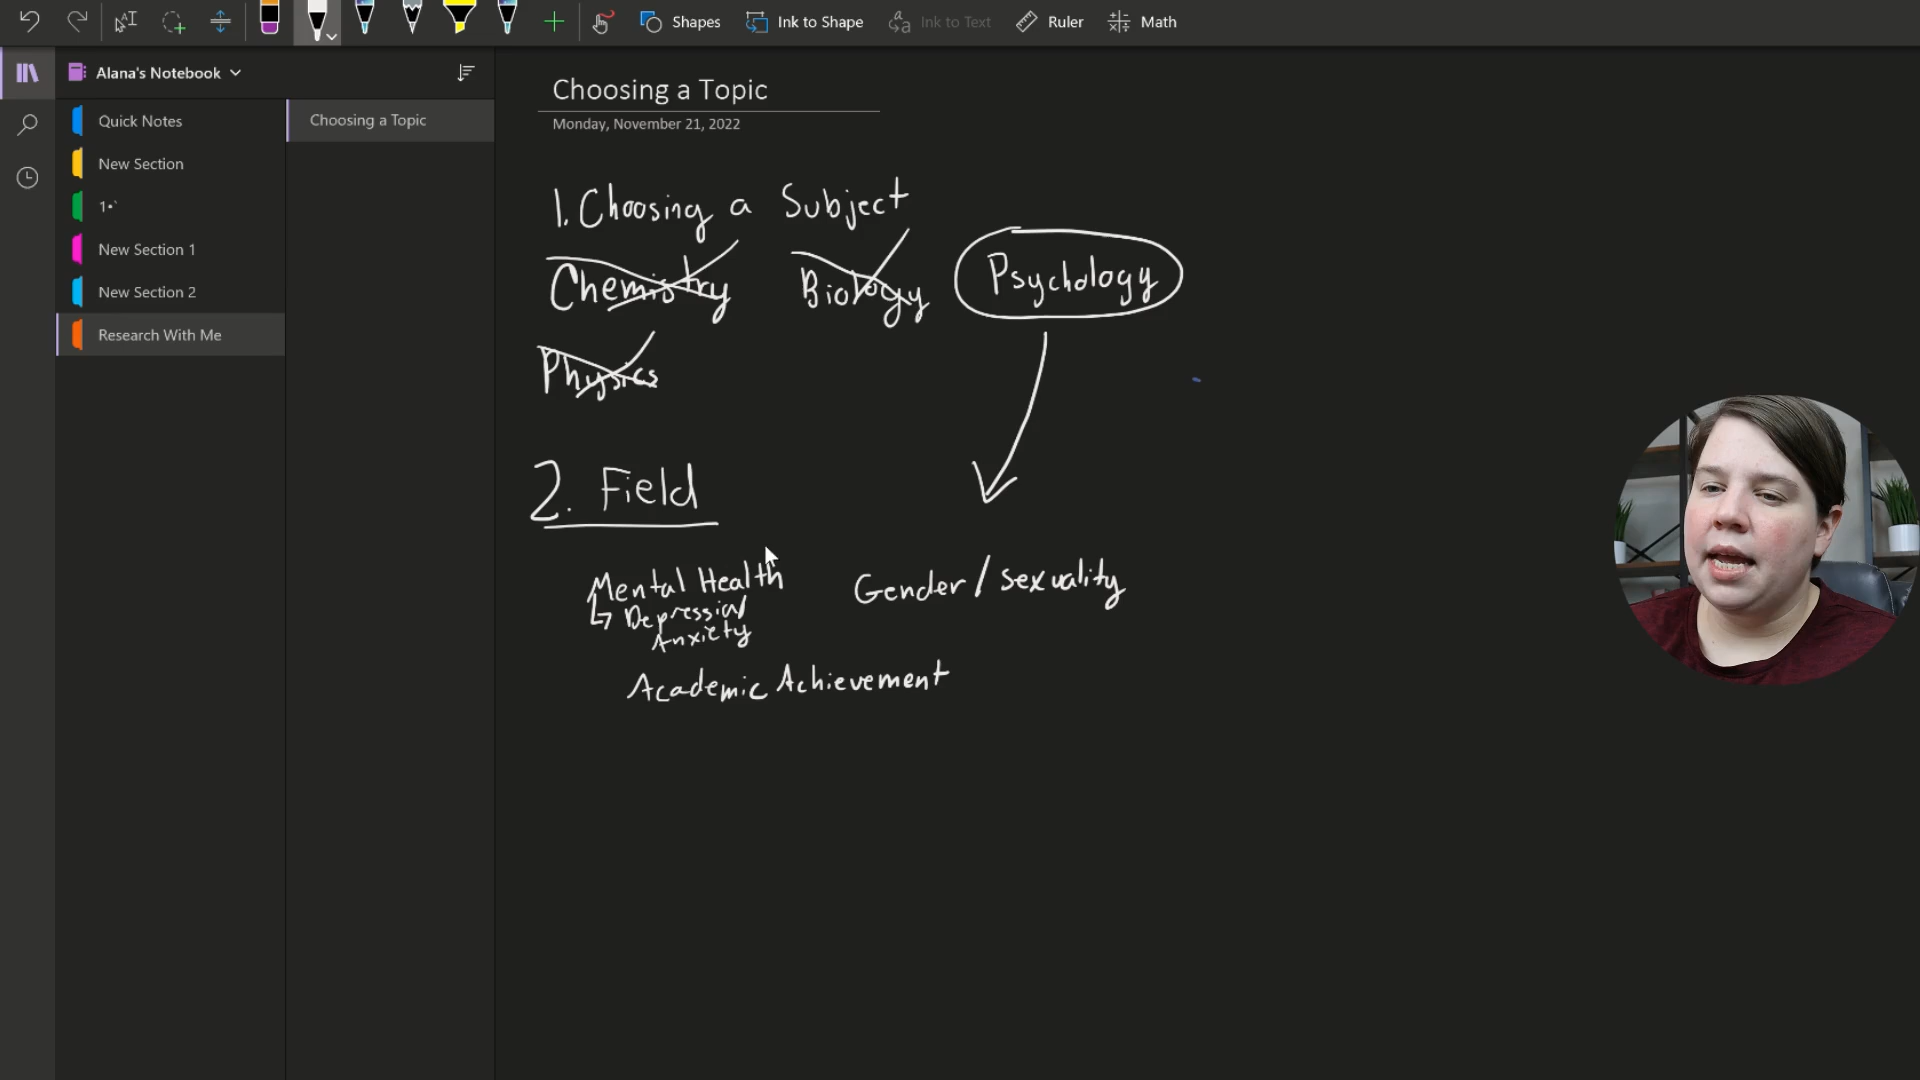 Shapes
Ink to Shape
Ink to Text
Ruler
Math
Alana's Notebook
Quick Notes
New Section
1•`
New Section 1
New Section 2
Research With Me
Choosing a Topic
Choosing a Topic
Monday, November 21, 2022
1. Choosing a Subject
Chemistry Biology Psychology
Physics
2. Field
Mental Health Gender / Sexuality
Depression/
Anxiety
Academic Achievement